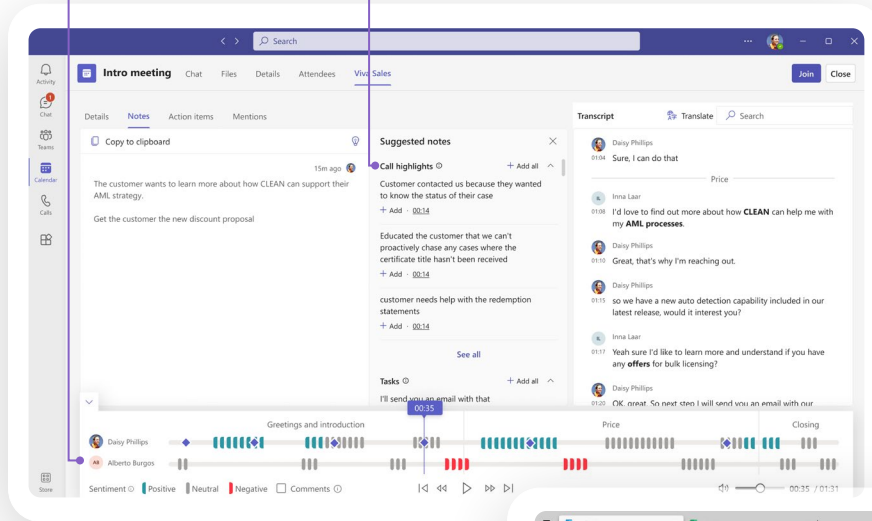 Search
Activity
Chat
Teams
Calendar
Calls
Store
Intro meeting
Chat
Files
Details
Attendees
Viva Sales
Join
Close
Details
Notes
Action items
Mentions
Copy to clipboard
15m ago
The customer wants to learn more about how CLEAN can support their
AML strategy.
Get the customer the new discount proposal
Suggested notes
Call highlights
+ Add all
Customer contacted us because they wanted
to know the status of their case
+ Add · 00:14
Educated the customer that we can't
proactively chase any cases where the
certificate title hasn't been received
+ Add · 00:14
customer needs help with the redemption
statements
+ Add · 00:14
See all
Tasks
+ Add all
I'll send you an email with that
Transcript
Translate
Search
Daisy Phillips
01:04 Sure, I can do that
Price
IL Inna Laar
01:08 I'd love to find out more about how CLEAN can help me with
my AML processes.
Daisy Phillips
01:10 Great, that's why I'm reaching out.
Daisy Phillips
01:15 so we have a new auto detection capability included in our
latest release, would it interest you?
IL Inna Laar
01:17 Yeah sure I'd like to learn more and understand if you have
any offers for bulk licensing?
Daisy Phillips
01:20 OK, great. So next step I will send you an email with our
00:35
Greetings and introduction
Price
Closing
Daisy Phillips
AB Alberto Burgos
Sentiment
Positive
Neutral
Negative
Comments
00:35 / 01:31